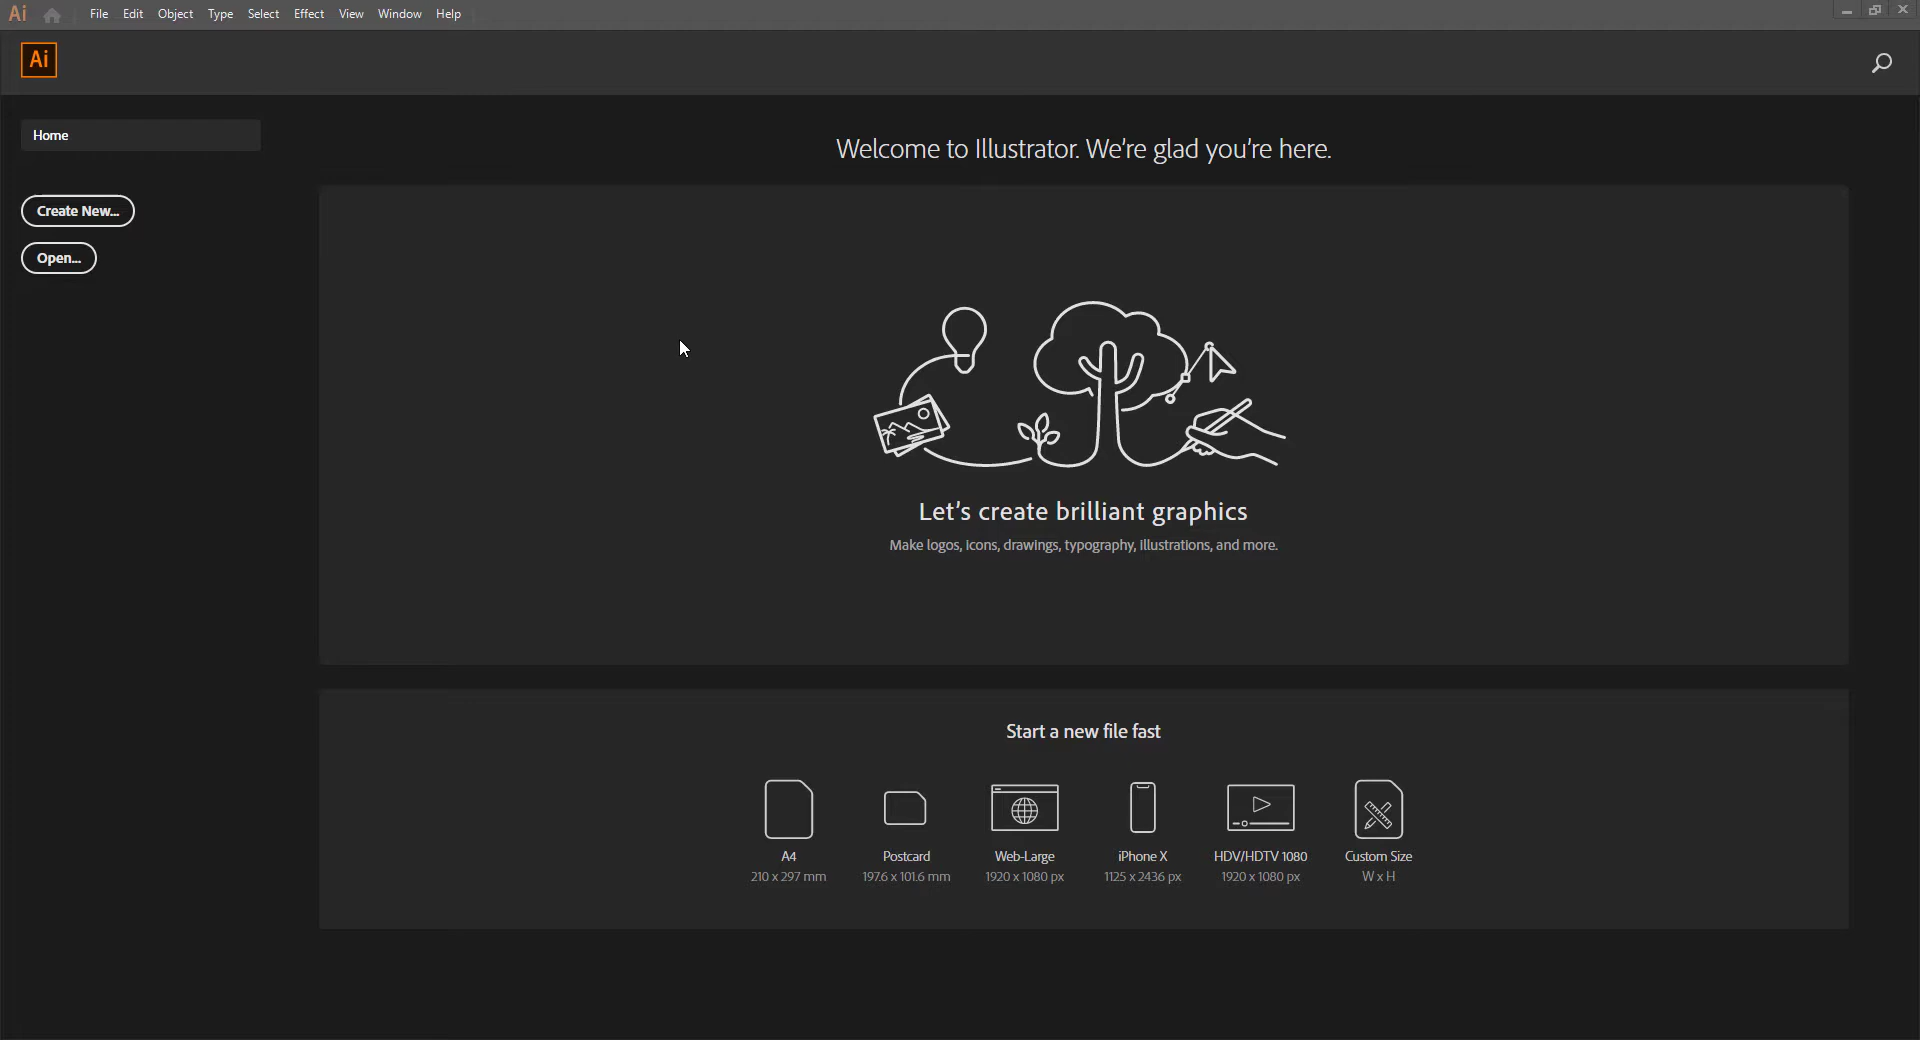 Ai File Edit Object Type Select Effect View Window Help
Ai
Home
Create New...
Open...
Welcome to Illustrator. We're glad you're here.
Let's create brilliant graphics
Make logos, icons, drawings, typography, illustrations, and more.
Start a new file fast
A4 Postcard Web-Large iPhone X HDV/HDTV 1080 Custom Size
210 x 297 mm 197.6 x 101.6 mm 1920 x 1080 px 1125 x 2436 px 1920 x 1080 px W x H